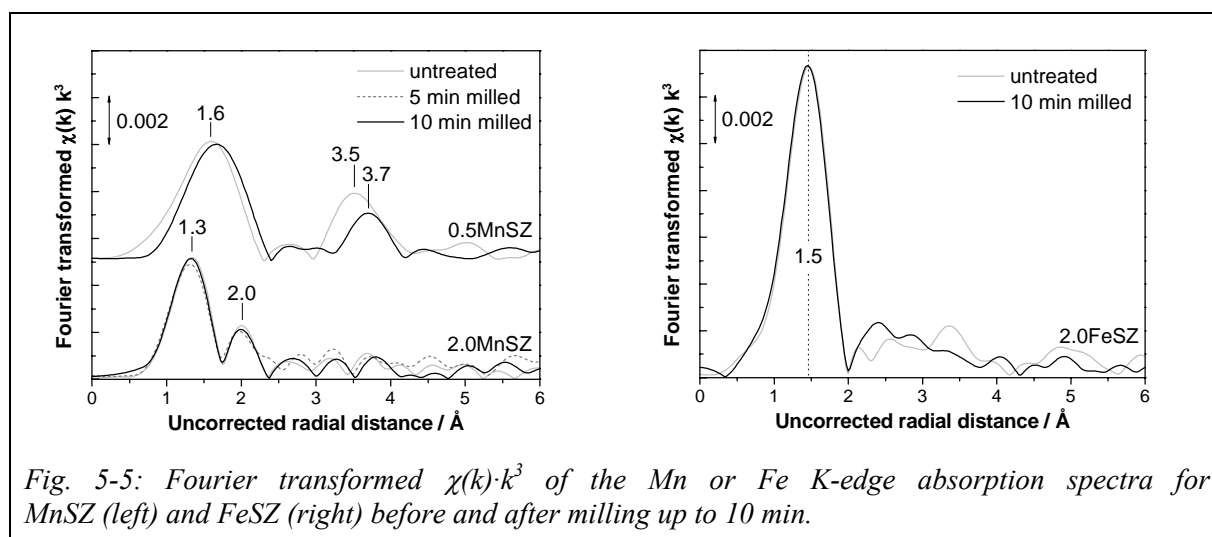 Fourier transformed χ(k) k³
0.002
1.6
untreated
5 min milled
10 min milled
3.5
3.7
0.5MnSZ
1.3
2.0
2.0MnSZ
0 1 2 3 4 5 6
Uncorrected radial distance / Å
Fourier transformed χ(k) k³
0.002
untreated
10 min milled
1.5
2.0FeSZ
0 1 2 3 4 5 6
Uncorrected radial distance / Å
Fig. 5-5: Fourier transformed χ(k)·k³ of the Mn or Fe K-edge absorption spectra for
MnSZ (left) and FeSZ (right) before and after milling up to 10 min.